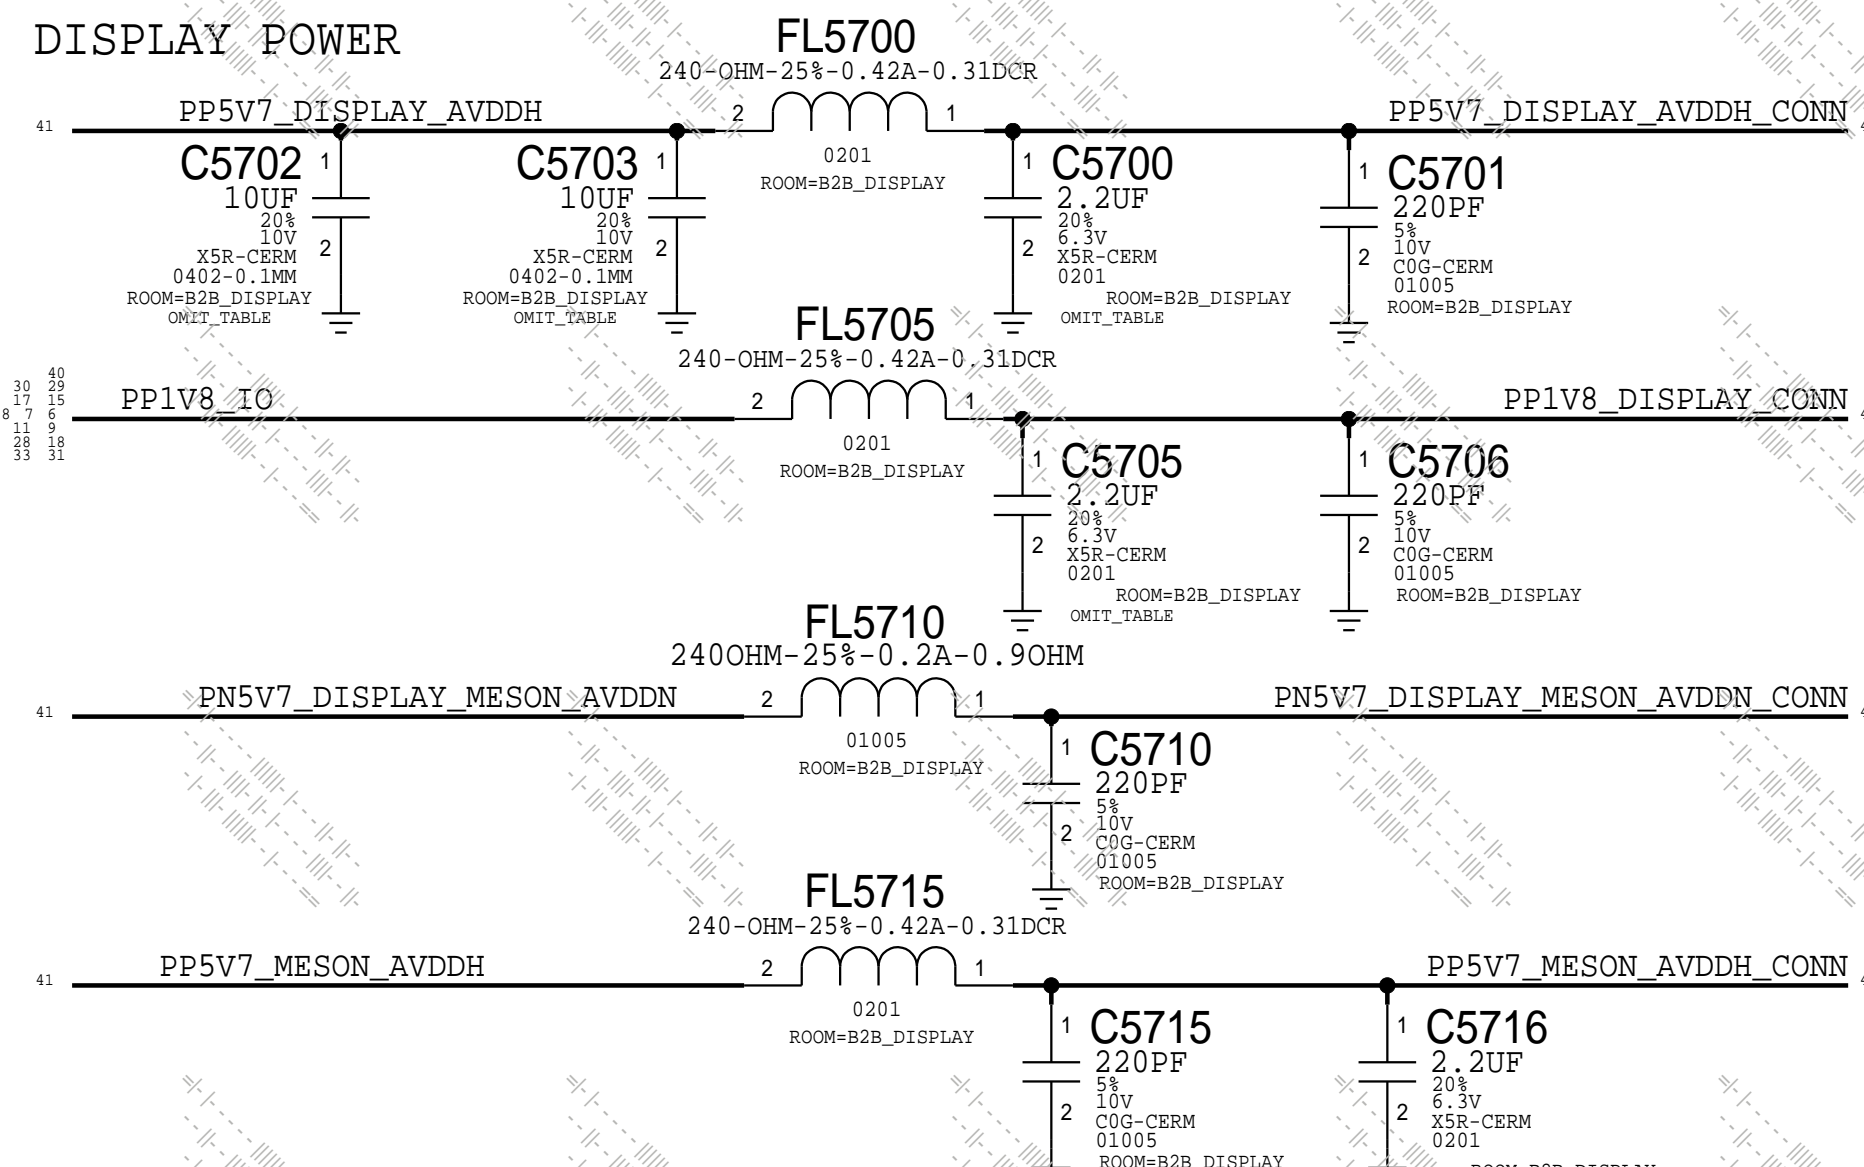 DISPLAY POWER
FL5700
240-OHM-25%-0.42A-0.31DCR
41
PP5V7_DISPLAY_AVDDH
2
1
PP5V7_DISPLAY_AVDDH_CONN
0201
ROOM=B2B_DISPLAY
C5702
1
10UF
20%
10V
2
X5R-CERM
0402-0.1MM
ROOM=B2B_DISPLAY
OMIT_TABLE
C5703
1
10UF
20%
10V
2
X5R-CERM
0402-0.1MM
ROOM=B2B_DISPLAY
OMIT_TABLE
1
C5700
2.2UF
20%
6.3V
2
X5R-CERM
0201
ROOM=B2B_DISPLAY
OMIT_TABLE
1
C5701
220PF
5%
10V
2
C0G-CERM
01005
ROOM=B2B_DISPLAY
FL5705
240-OHM-25%-0.42A-0.31DCR
40
30 29
17 15
8 7 6
11 9
28 18
33 31
PP1V8_IO
2
1
PP1V8_DISPLAY_CONN
0201
ROOM=B2B_DISPLAY
1
C5705
2.2UF
20%
6.3V
2
X5R-CERM
0201
ROOM=B2B_DISPLAY
OMIT_TABLE
1
C5706
220PF
5%
10V
2
C0G-CERM
01005
ROOM=B2B_DISPLAY
FL5710
240OHM-25%-0.2A-0.9OHM
41
PN5V7_DISPLAY_MESON_AVDDN
2
1
PN5V7_DISPLAY_MESON_AVDDN_CONN
01005
ROOM=B2B_DISPLAY
1
C5710
220PF
5%
10V
2
C0G-CERM
01005
ROOM=B2B_DISPLAY
FL5715
240-OHM-25%-0.42A-0.31DCR
41
PP5V7_MESON_AVDDH
2
1
PP5V7_MESON_AVDDH_CONN
0201
ROOM=B2B_DISPLAY
1
C5715
220PF
5%
10V
2
C0G-CERM
01005
ROOM=B2B_DISPLAY
1
C5716
2.2UF
20%
6.3V
2
X5R-CERM
0201